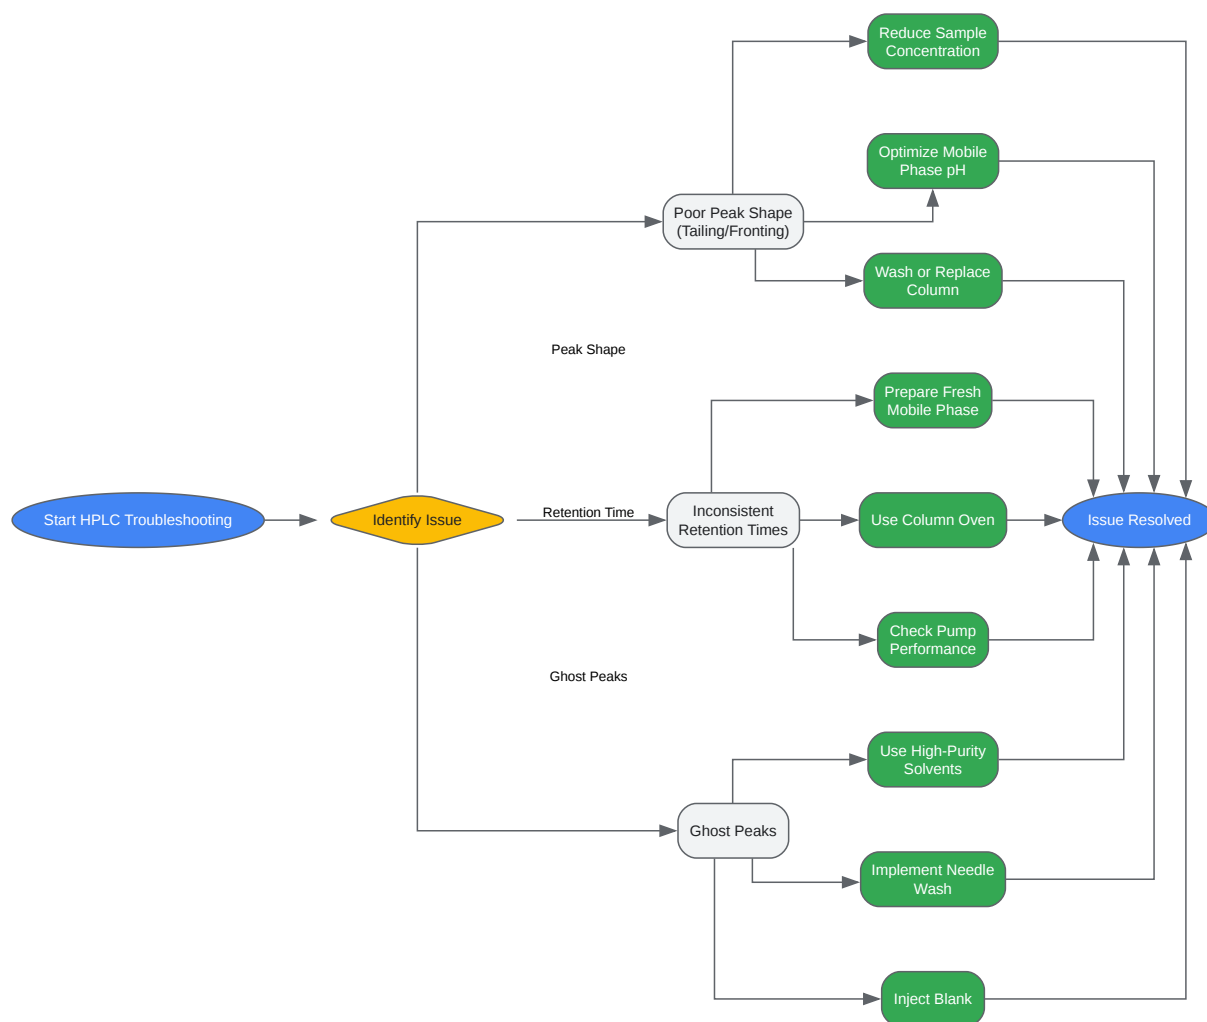 Reduce Sample
Concentration
Optimize Mobile
Phase pH
Poor Peak Shape
(Tailing/Fronting)
Wash or Replace
Column
Peak Shape
Prepare Fresh
Mobile Phase
Start HPLC Troubleshooting
Identify Issue
Retention Time
Inconsistent
Retention Times
Use Column Oven
Issue Resolved
Check Pump
Performance
Ghost Peaks
Use High-Purity
Solvents
Ghost Peaks
Implement Needle
Wash
Inject Blank